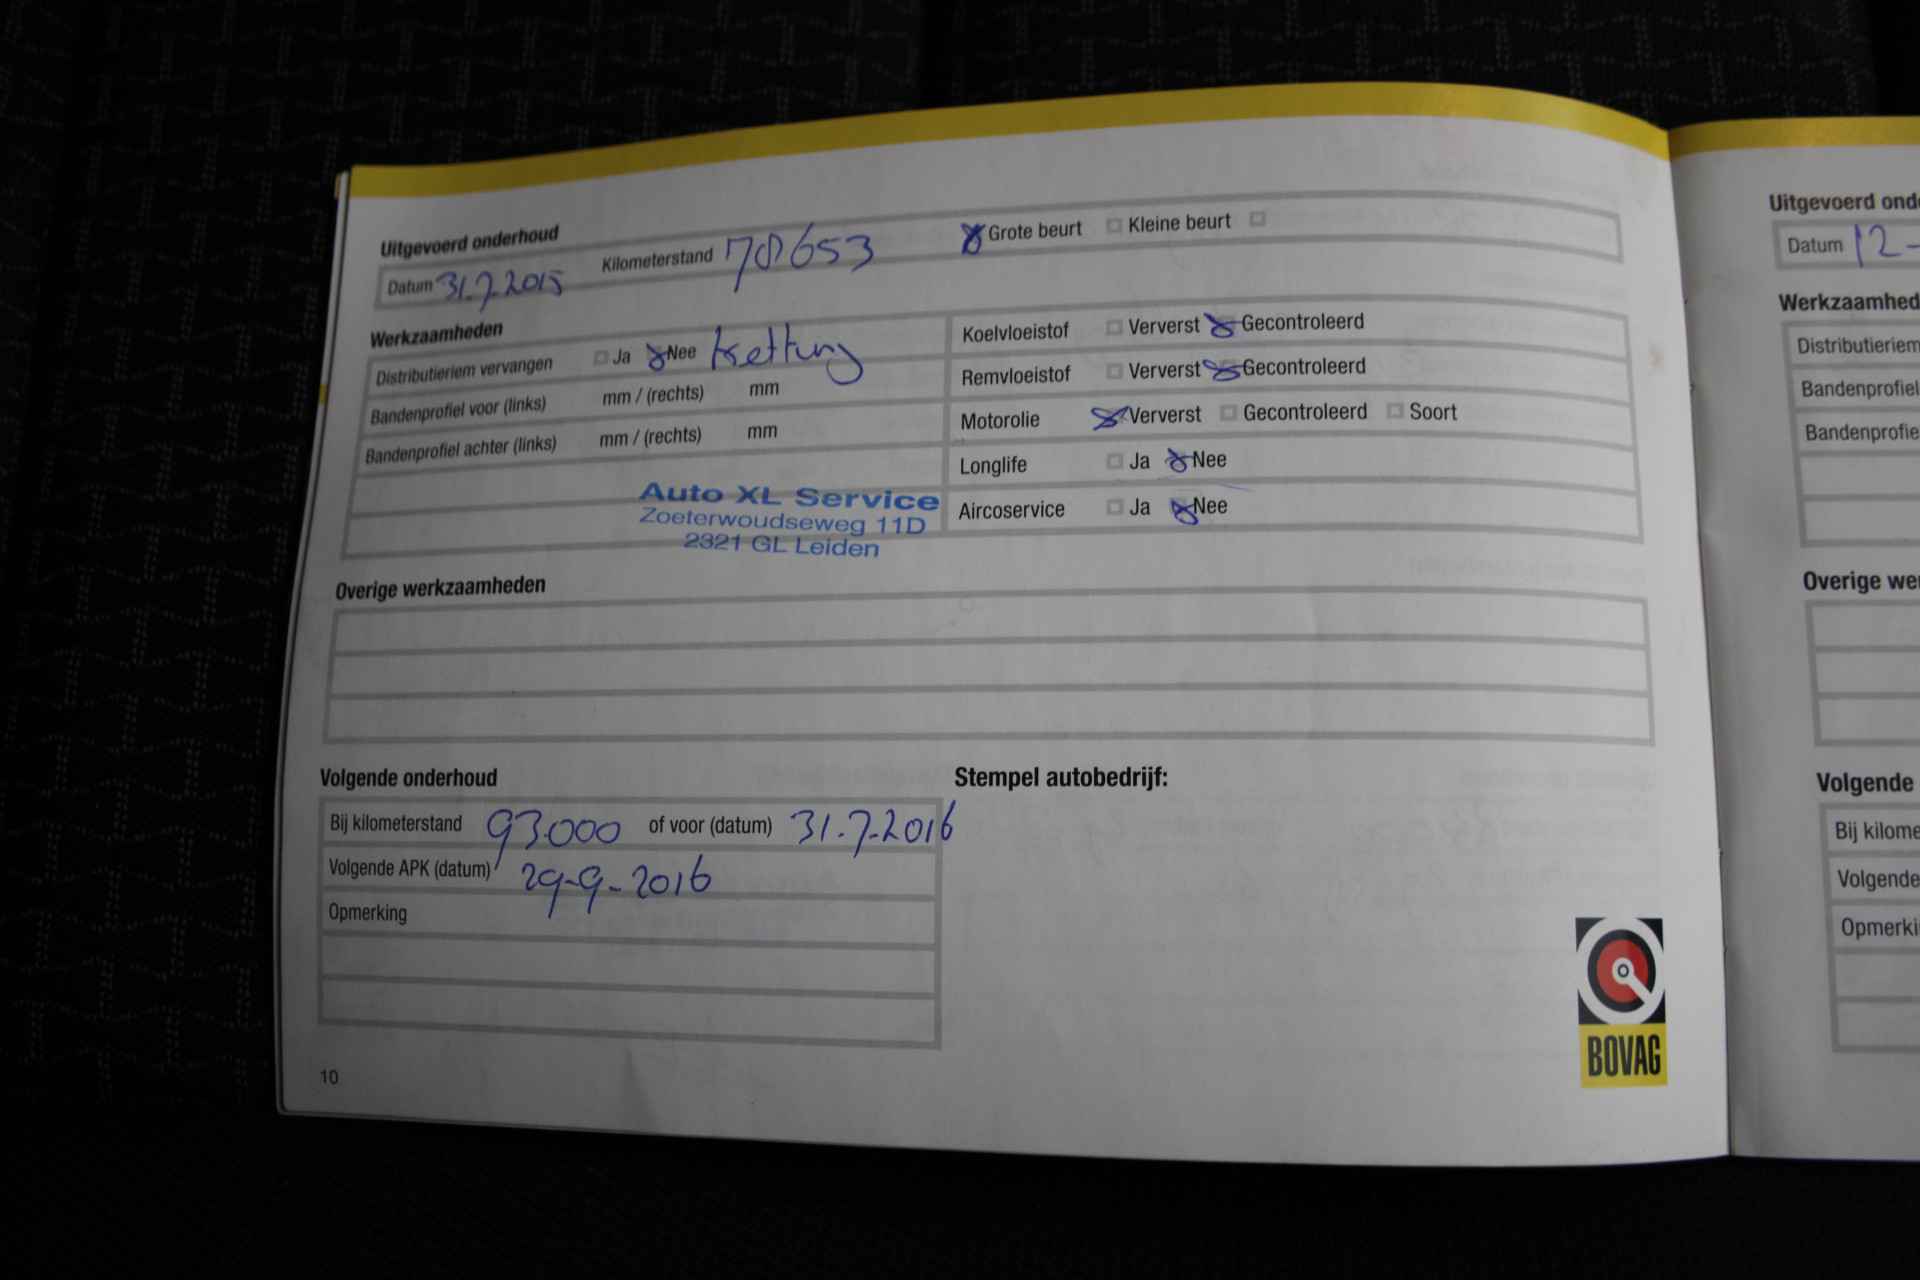 Uitgevoerd onderhoud
Datum 31.7.2015 Kilometerstand 78653 Grote beurt Kleine beurt
Werkzaamheden
Distributieriem vervangen Ja Nee ketting
Bandenprofiel voor (links) mm / (rechts) mm
Bandenprofiel achter (links) mm / (rechts) mm
Koelvloeistof Ververst Gecontroleerd
Remvloeistof Ververst Gecontroleerd
Motorolie Ververst Gecontroleerd Soort
Longlife Ja Nee
Aircoservice Ja Nee
Auto XL Service
Zoeterwoudseweg 11D
2321 GL Leiden
Overige werkzaamheden
Volgende onderhoud
Bij kilometerstand 93.000 of voor (datum) 31.7.2016
Volgende APK (datum) 29-9-2016
Opmerking
Stempel autobedrijf:
BOVAG
10
Uitgevoerd onde
Datum 12-
Werkzaamhed
Distributieriem
Bandenprofiel
Bandenprofie
Overige we
Volgende
Bij kilome
Volgende
Opmerki